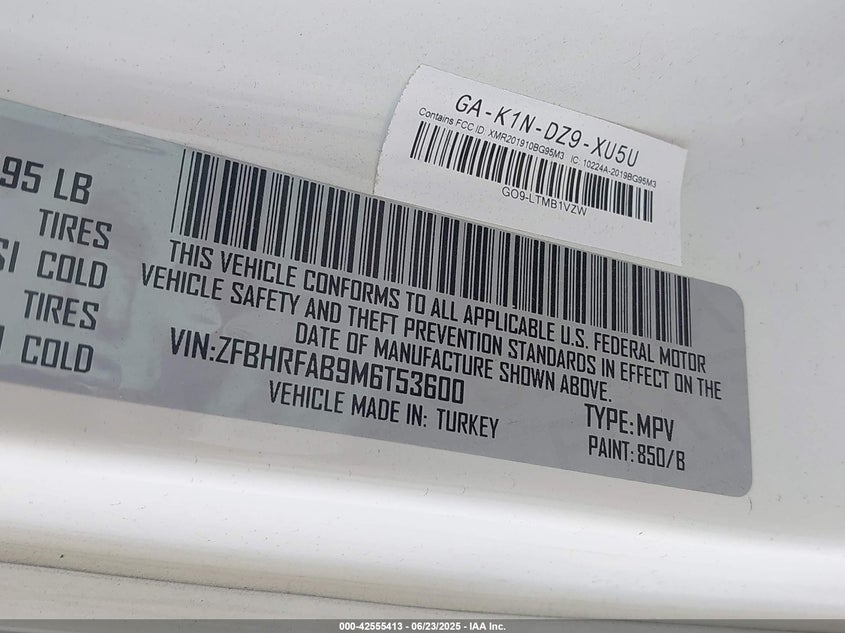 GA-K1N-DZ9-XU5U
Contains FCC ID: XMR201910BG95M3 IC: 10224A-2019BG95M3
GO9-LTMB1VZW
95 LB
TIRES
SI COLD
TIRES
COLD
THIS VEHICLE CONFORMS TO ALL APPLICABLE U.S. FEDERAL MOTOR
VEHICLE SAFETY AND THEFT PREVENTION STANDARDS IN EFFECT ON THE
DATE OF MANUFACTURE SHOWN ABOVE.
VIN:ZFBHRFAB9M6T53600
VEHICLE MADE IN: TURKEY
TYPE:MPV
PAINT:850/B
000-42555413 - 06/23/2025 - IAA Inc.